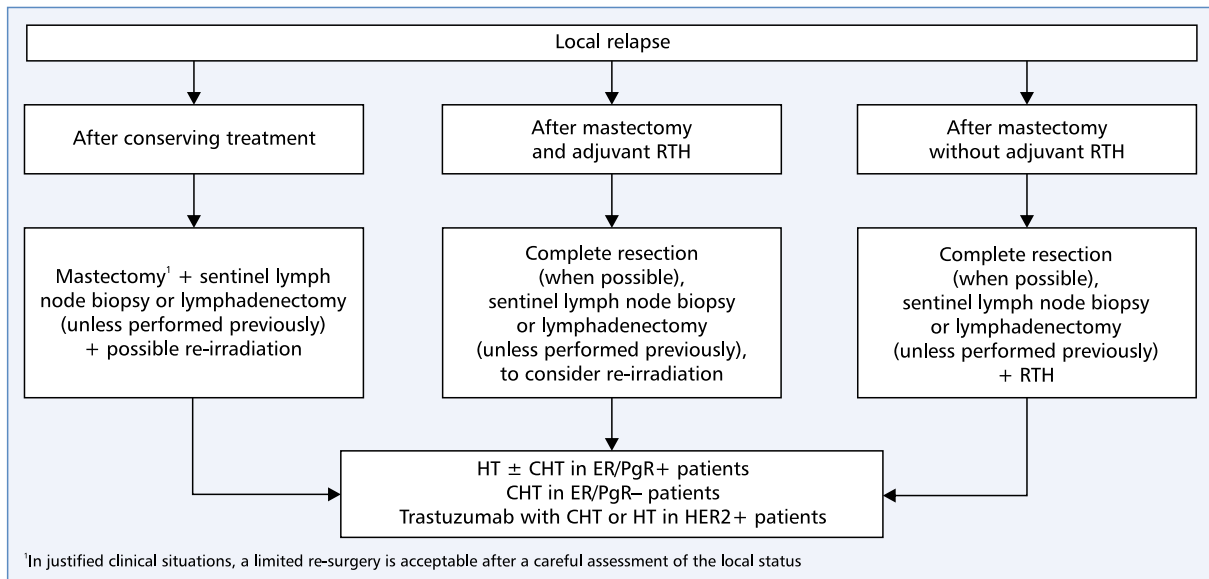 Local relapse
After conserving treatment
After mastectomy
and adjuvant RTH
After mastectomy
without adjuvant RTH
Mastectomy¹ + sentinel lymph
node biopsy or lymphadenectomy
(unless performed previously)
+ possible re-irradiation
Complete resection
(when possible),
sentinel lymph node biopsy
or lymphadenectomy
(unless performed previously),
to consider re-irradiation
Complete resection
(when possible),
sentinel lymph node biopsy
or lymphadenectomy
(unless performed previously)
+ RTH
HT ± CHT in ER/PgR+ patients
CHT in ER/PgR– patients
Trastuzumab with CHT or HT in HER2+ patients
¹In justified clinical situations, a limited re-surgery is acceptable after a careful assessment of the local status